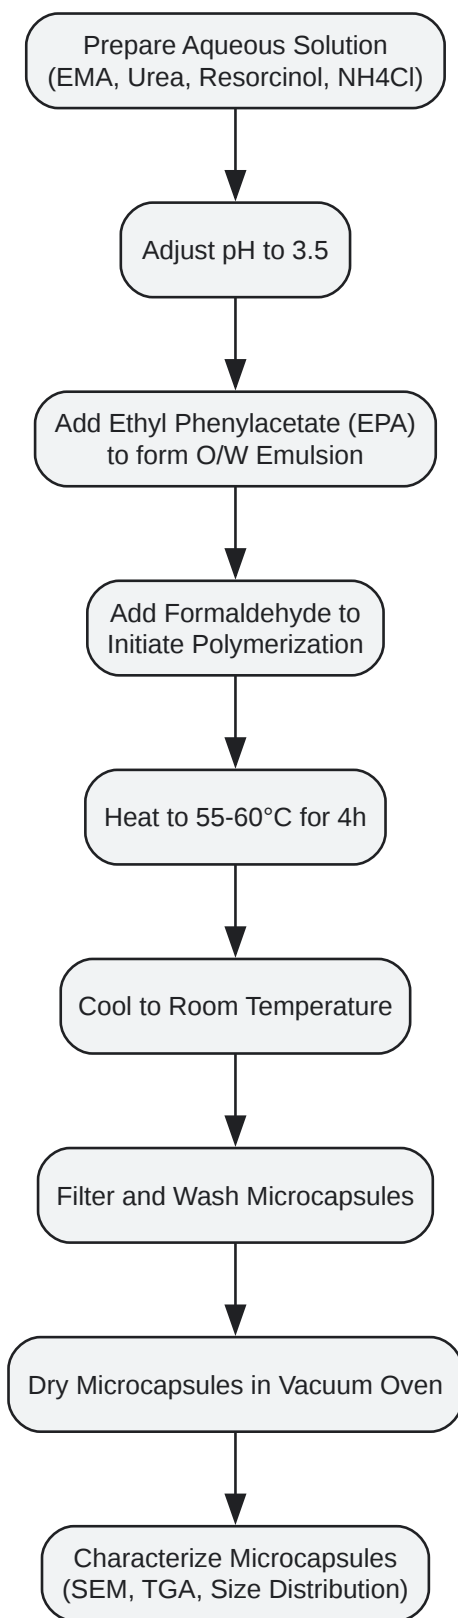 Prepare Aqueous Solution
(EMA, Urea, Resorcinol, NH4Cl)
Adjust pH to 3.5
Add Ethyl Phenylacetate (EPA)
to form O/W Emulsion
Add Formaldehyde to
Initiate Polymerization
Heat to 55-60°C for 4h
Cool to Room Temperature
Filter and Wash Microcapsules
Dry Microcapsules in Vacuum Oven
Characterize Microcapsules
(SEM, TGA, Size Distribution)